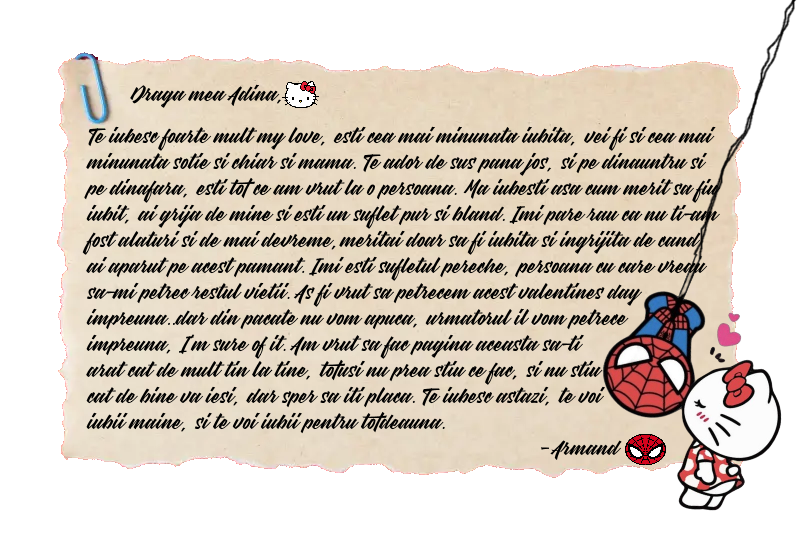 Draga mea Adina,
Te iubesc foarte mult my love, esti cea mai minunata iubita, vei fi si cea mai
minunata sotie si chiar si mama. Te ador de sus pana jos, si pe dinauntru si
pe dinafara, esti tot ce am vrut la o persoana. Ma iubesti asa cum merit sa fiu
iubit, ai grija de mine si esti un suflet pur si bland. Imi pare rau ca nu ti-am
fost alaturi si de mai devreme, meritai doar sa fi iubita si ingrijita de cand
ai aparut pe acest pamant. Imi esti sufletul pereche, persoana cu care vreau
sa-mi petrec restul vietii. As fi vrut sa petrecem acest valentines day
impreuna..dar din pacate nu vom apuca, urmatorul il vom petrece
impreuna, I'm sure of it. Am vrut sa fac pagina aceasta sa-ti
arat cat de mult tin la tine, totusi nu prea stiu ce fac, si nu stiu
cat de bine va iesi, dar sper sa iti placa. Te iubesc astazi, te voi
iubii maine, si te voi iubii pentru totdeauna.
-Armand